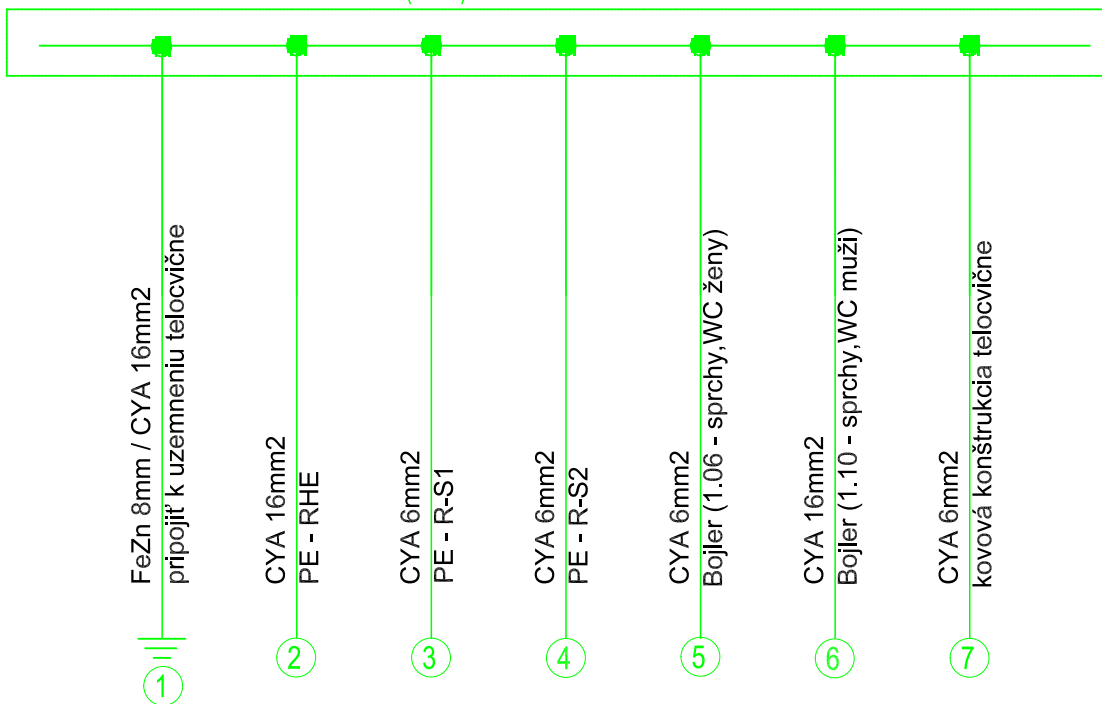 FeZn 8mm / CYA 16mm2
pripojiť k uzemneniu telocvične
1
CYA 16mm2
PE - RHE
2
CYA 6mm2
PE - R-S1
3
CYA 6mm2
PE - R-S2
4
CYA 6mm2
Bojler (1.06 - sprchy,WC ženy)
5
CYA 16mm2
Bojler (1.10 - sprchy,WC muži)
6
CYA 6mm2
kovová konštrukcia telocvične
7